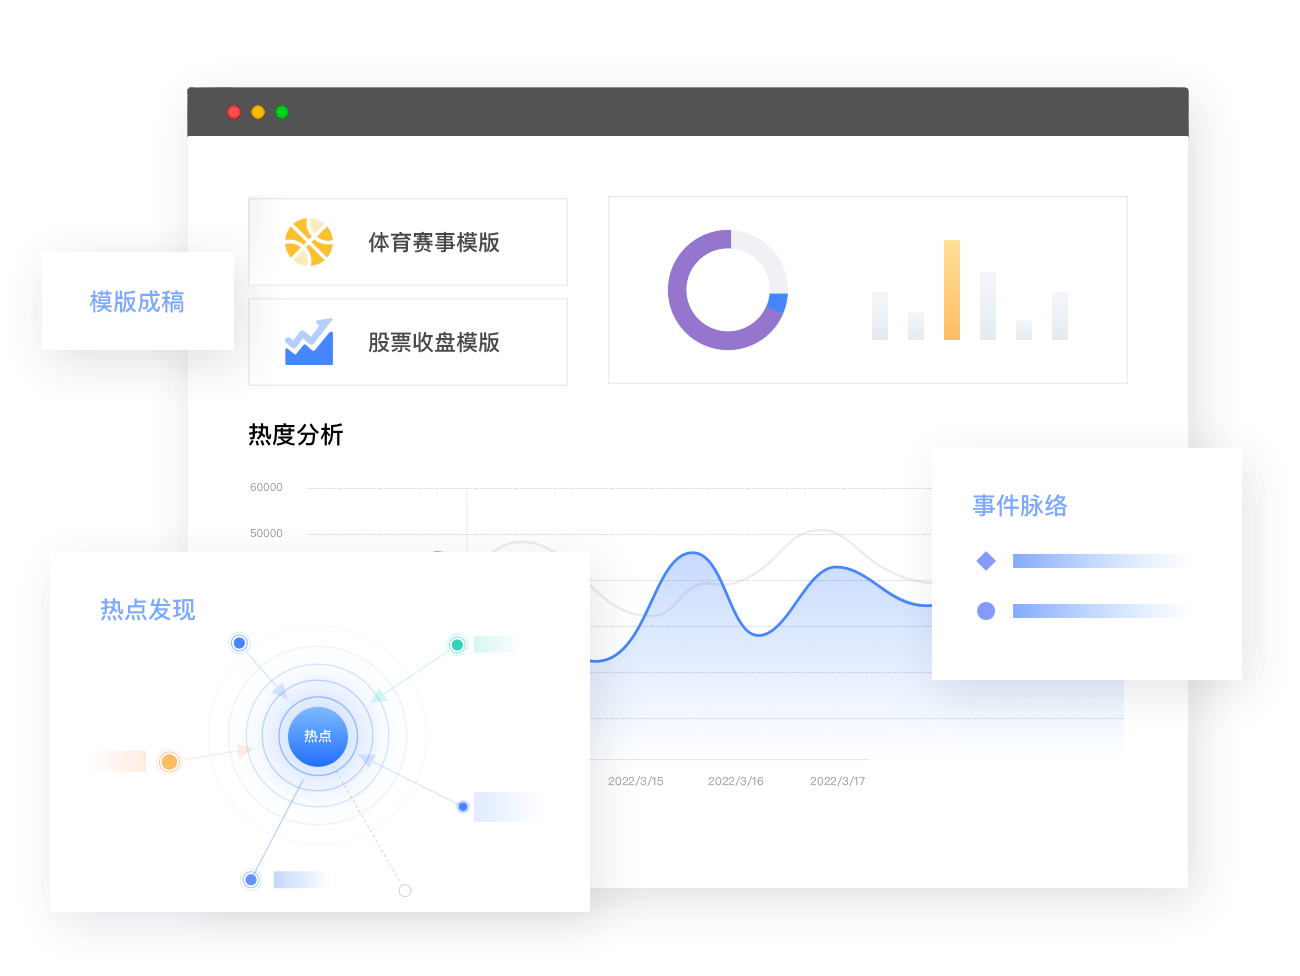 体育赛事模版
模版成稿
股票收盘模版
热度分析
60000
50000
事件脉络
热点发现
热点
2022/3/15
2022/3/16
2022/3/17